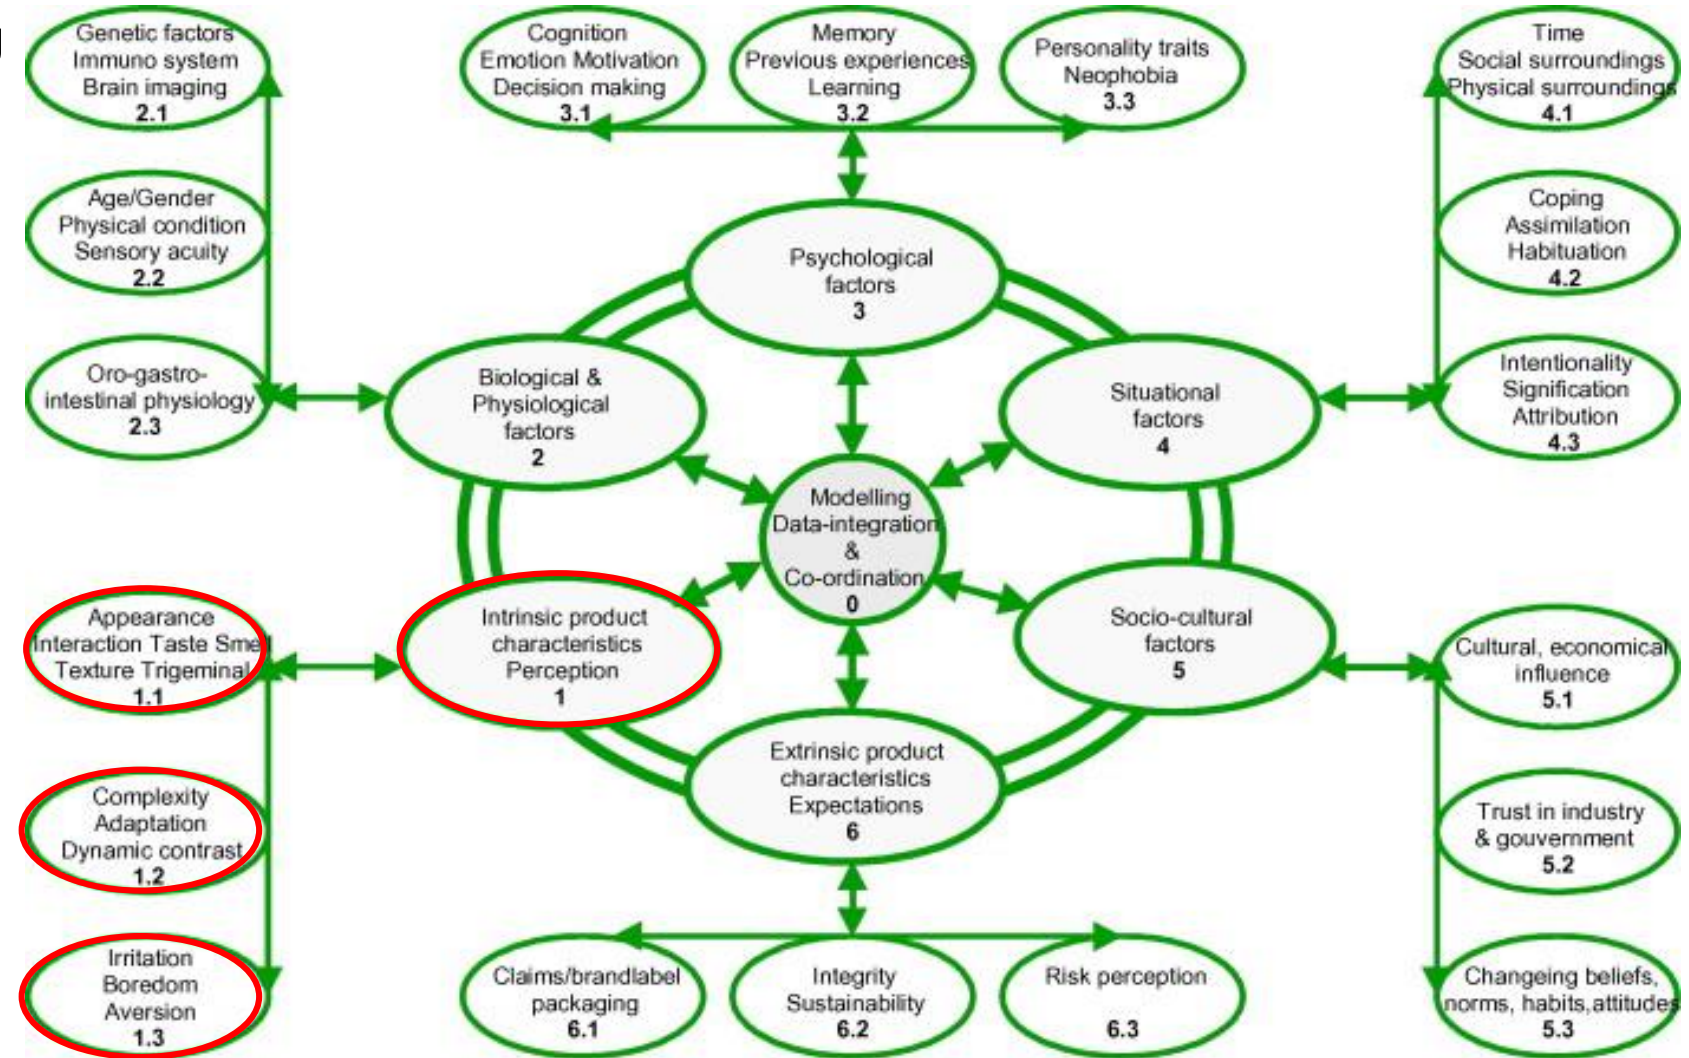 Genetic factors
Immuno system
Brain imaging
2.1
Cognition
Emotion Motivation
Decision making
3.1
Memory
Previous experiences
Learning
3.2
Personality traits
Neophobia
3.3
Time
Social surroundings
Physical surroundings
4.1
Age/Gender
Physical condition
Sensory acuity
2.2
Coping
Assimilation
Habituation
4.2
Psychological
factors
3
Oro-gastro-
intestinal physiology
2.3
Biological &
Physiological
factors
2
Situational
factors
4
Intentionality
Signification
Attribution
4.3
Modelling
Data-integration
&
Co-ordination
0
Appearance
Interaction Taste Smell
Texture Trigeminal
1.1
Intrinsic product
characteristics
Perception
1
Socio-cultural
factors
5
Cultural, economical
influence
5.1
Complexity
Adaptation
Dynamic contrast
1.2
Extrinsic product
characteristics
Expectations
6
Trust in industry
& gouvernment
5.2
Irritation
Boredom
Aversion
1.3
Claims/brandlabel
packaging
6.1
Integrity
Sustainability
6.2
Risk perception
6.3
Changeing beliefs,
norms, habits,attitudes
5.3